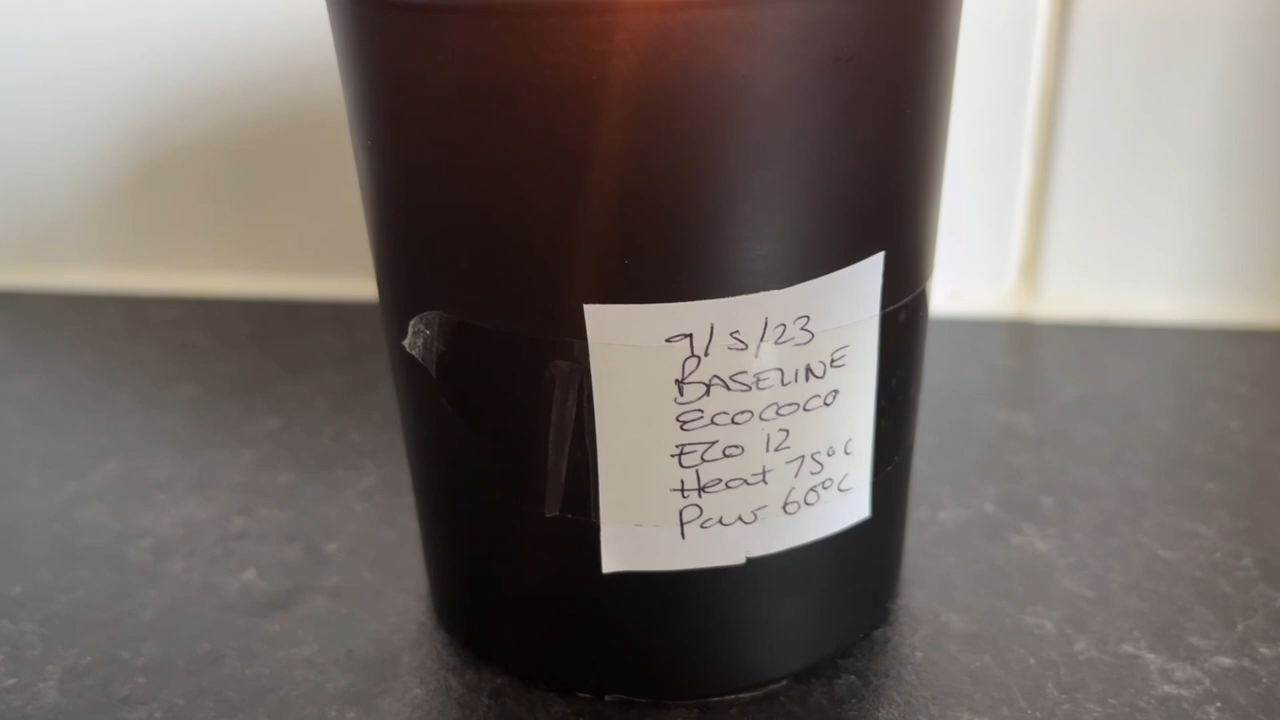 9/5/23
BASELINE
ECOCOCO
ECO 12
Heat 75°C
Pour 60°C